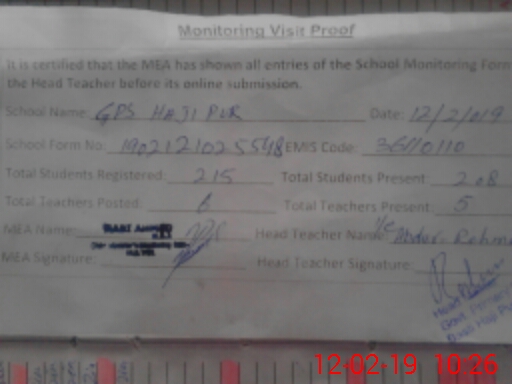 Monitoring Visit Proof
It is certified that the MEA has shown all entries of the School Monitoring Form
the Head Teacher before its online submission.
School Name: GPS HAJI PUR Date: 12/2/019
School Form No: EMIS Code:
Total Students Registered: 215 Total Students Present: 208
Total Teachers Posted: 6 Total Teachers Present: 5
MEA Name: Head Teacher Name:
MEA Signature: Head Teacher Signature:
12-02-19 10:26